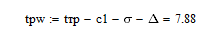 tpw := trp − c1 − σ − Δ = 7.88